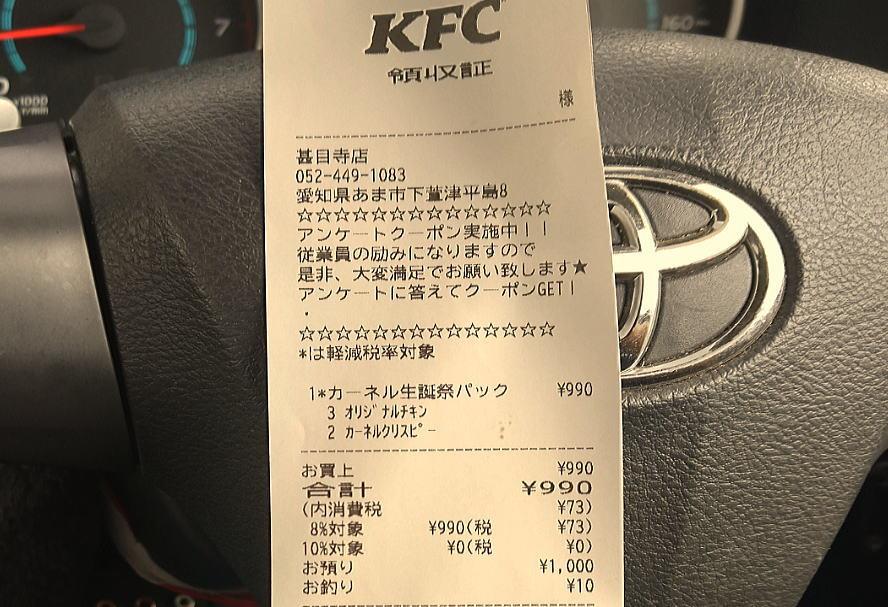 7
160
x1000
r/min
KFC
領収証
様
甚目寺店
052-449-1083
愛知県あま市下萱津平島8
☆☆☆☆☆☆☆☆☆☆☆☆☆☆
アンケートクーポン実施中！！
従業員の励みになりますので
是非、大変満足でお願い致します★
アンケートに答えてクーポンGET！
.
☆☆☆☆☆☆☆☆☆☆☆☆☆☆
*は軽減税率対象
1*カーネル生誕祭パック ¥990
3 ｵﾘｼﾞﾅﾙﾁｷﾝ
2 ｶｰﾈﾙｸﾘｽﾋﾟｰ
お買上 ¥990
合計 ¥990
(内消費税 ¥73)
8%対象 ¥990(税 ¥73)
10%対象 ¥0(税 ¥0)
お預り ¥1,000
お釣り ¥10